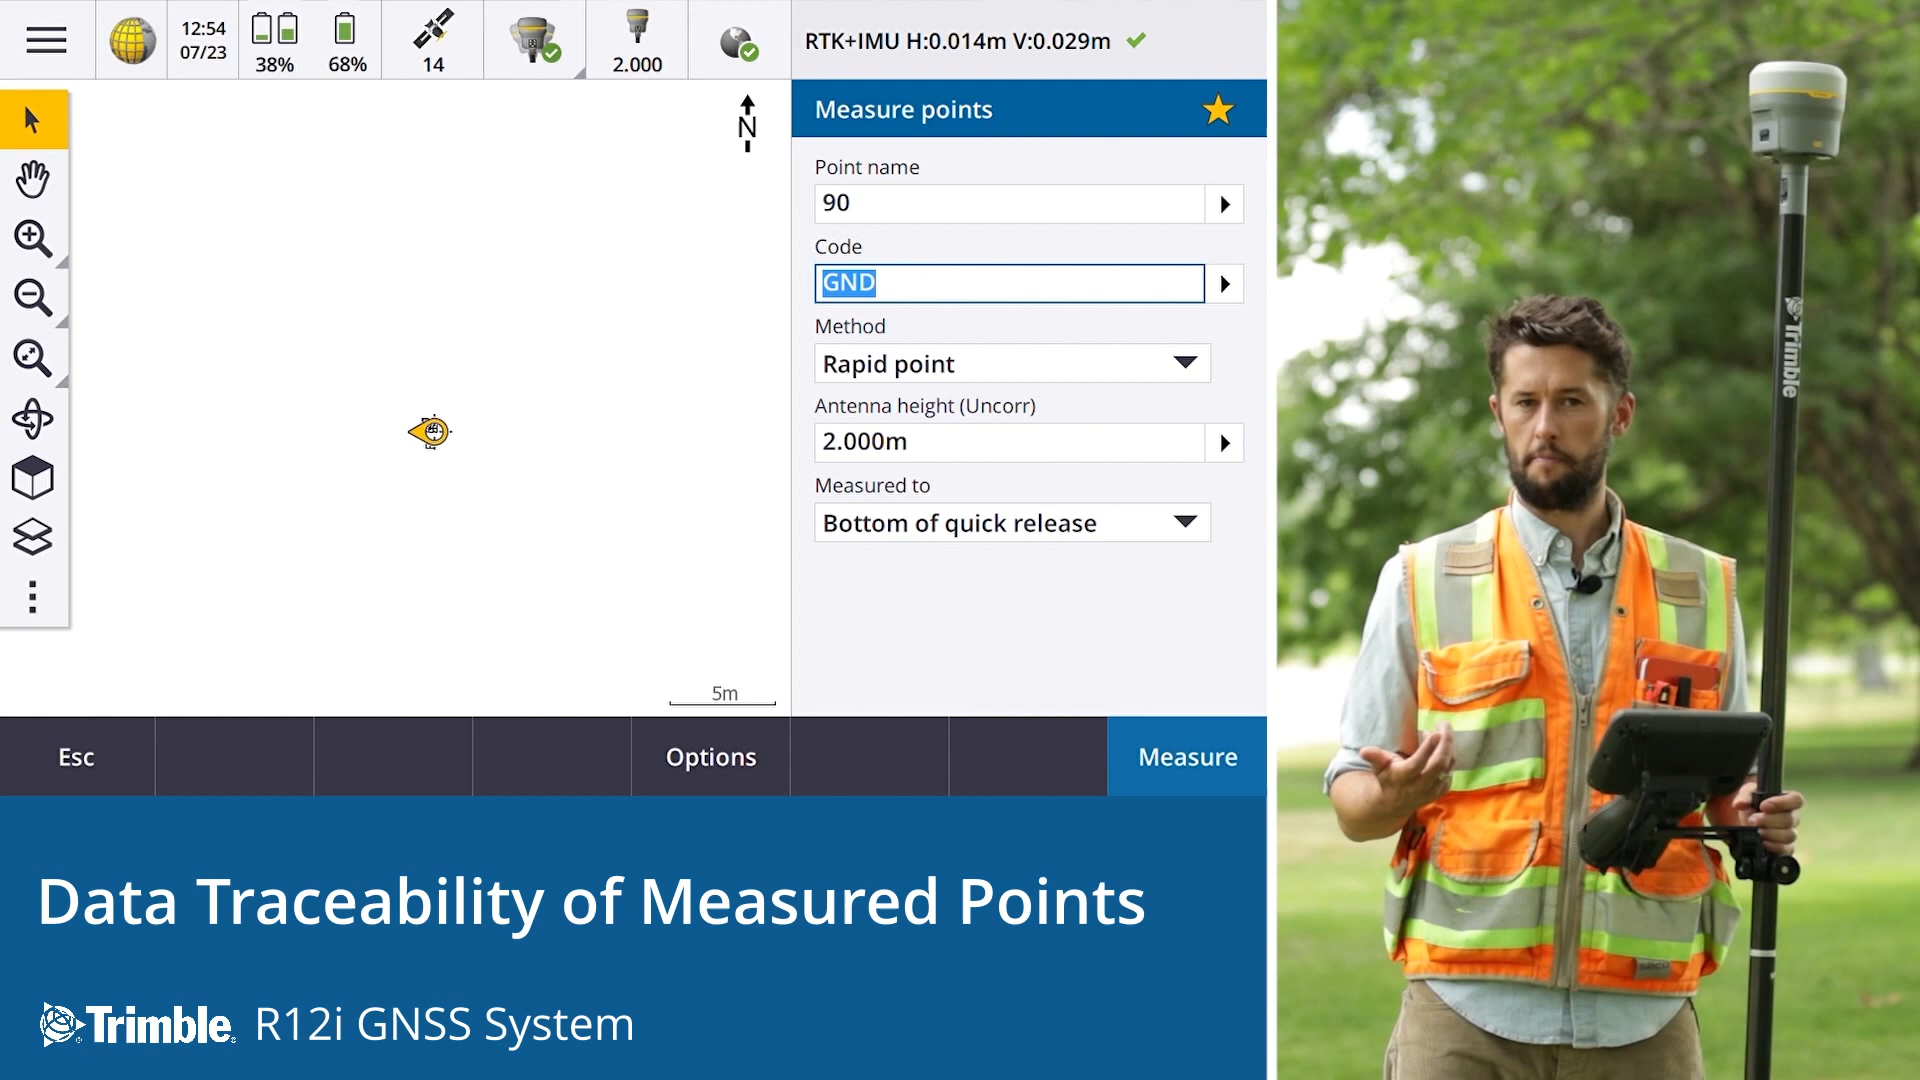 12:54
07/23
38%
68%
14
2.000
RTK+IMU H:0.014m V:0.029m
N
Measure points
Point name
90
Code
GND
Method
Rapid point
Antenna height (Uncorr)
2.000m
Measured to
Bottom of quick release
5m
Esc
Options
Measure
Data Traceability of Measured Points
Trimble. R12i GNSS System
Trimble